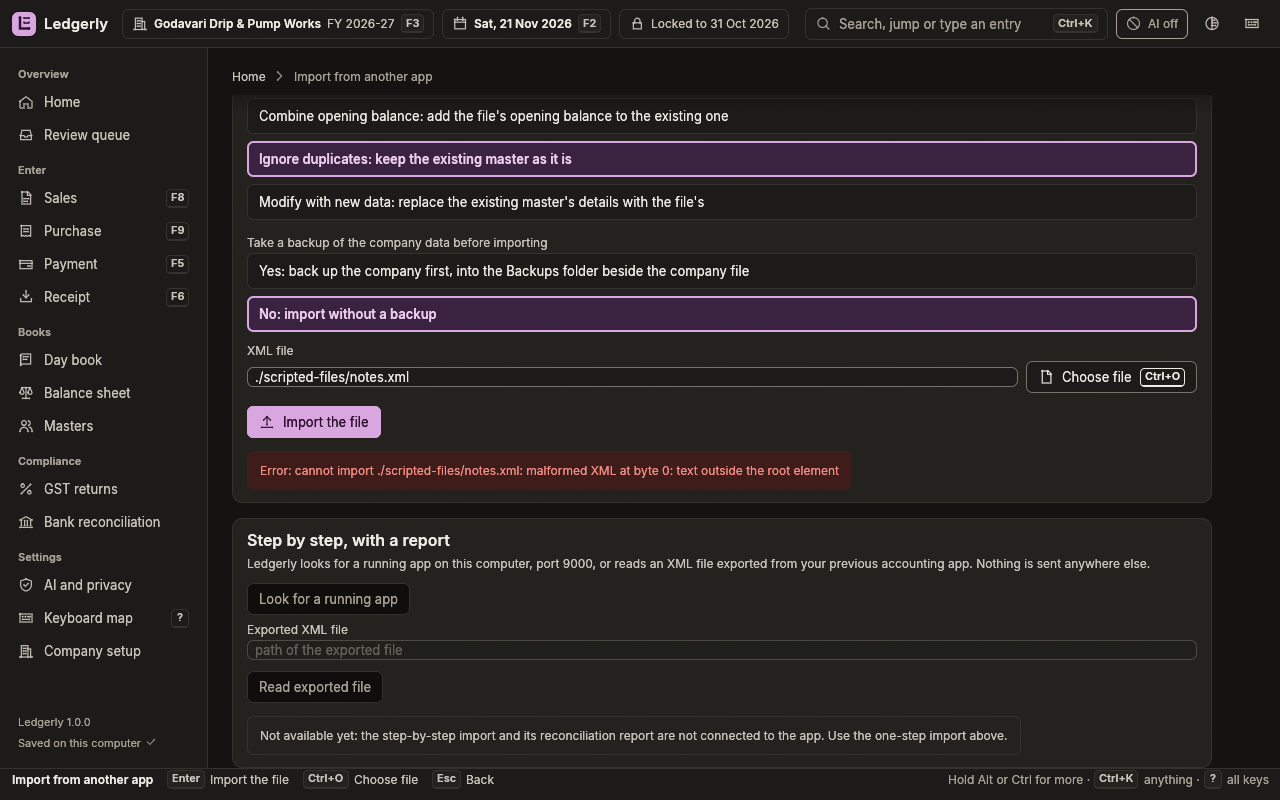 Ledgerly
Godavari Drip & Pump Works FY 2026-27 F3
Sat, 21 Nov 2026 F2
Locked to 31 Oct 2026
Search, jump or type an entry Ctrl+K
AI off
Overview
Home
Review queue
Enter
Sales F8
Purchase F9
Payment F5
Receipt F6
Books
Day book
Balance sheet
Masters
Compliance
GST returns
Bank reconciliation
Settings
AI and privacy
Keyboard map ?
Company setup
Ledgerly 1.0.0
Saved on this computer
Home Import from another app
Combine opening balance: add the file's opening balance to the existing one
Ignore duplicates: keep the existing master as it is
Modify with new data: replace the existing master's details with the file's
Take a backup of the company data before importing
Yes: back up the company first, into the Backups folder beside the company file
No: import without a backup
XML file
./scripted-files/notes.xml
Choose file Ctrl+O
Import the file
Error: cannot import ./scripted-files/notes.xml: malformed XML at byte 0: text outside the root element
Step by step, with a report
Ledgerly looks for a running app on this computer, port 9000, or reads an XML file exported from your previous accounting app. Nothing is sent anywhere else.
Look for a running app
Exported XML file
path of the exported file
Read exported file
Not available yet: the step-by-step import and its reconciliation report are not connected to the app. Use the one-step import above.
Import from another app Enter Import the file Ctrl+O Choose file Esc Back
Hold Alt or Ctrl for more · Ctrl+K anything · ? all keys